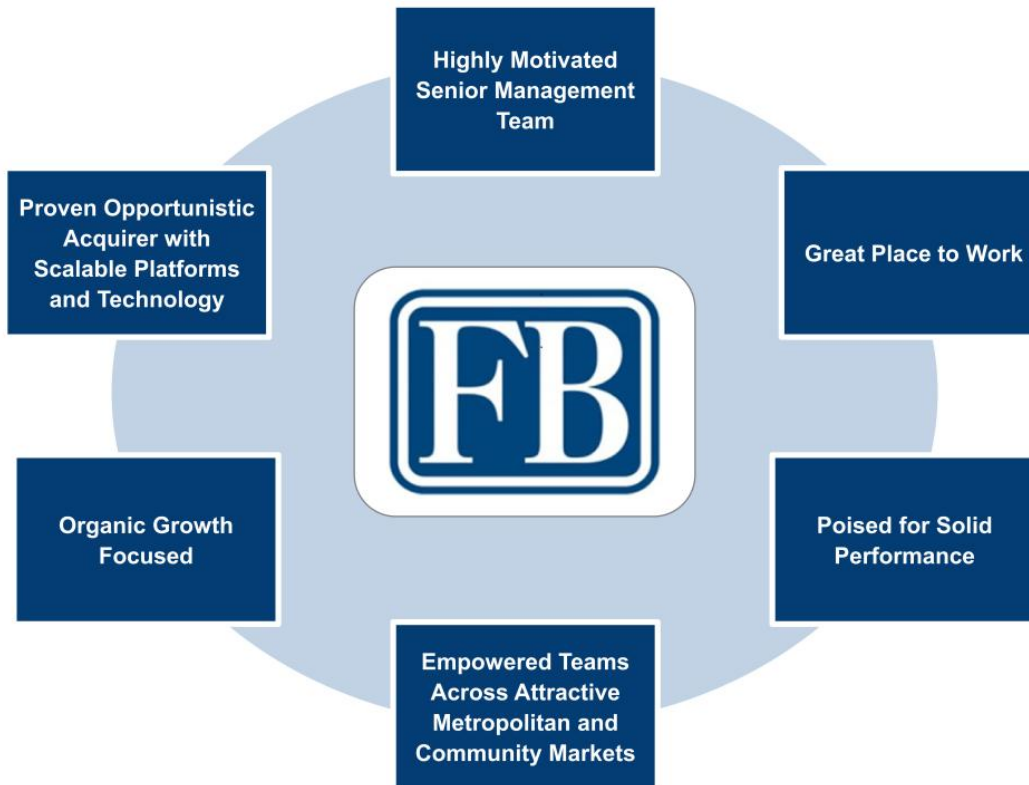 Highly Motivated
Senior Management
Team
Proven Opportunistic
Acquirer with
Scalable Platforms
and Technology
Great Place to Work
FB
Organic Growth
Focused
Poised for Solid
Performance
Empowered Teams
Across Attractive
Metropolitan and
Community Markets